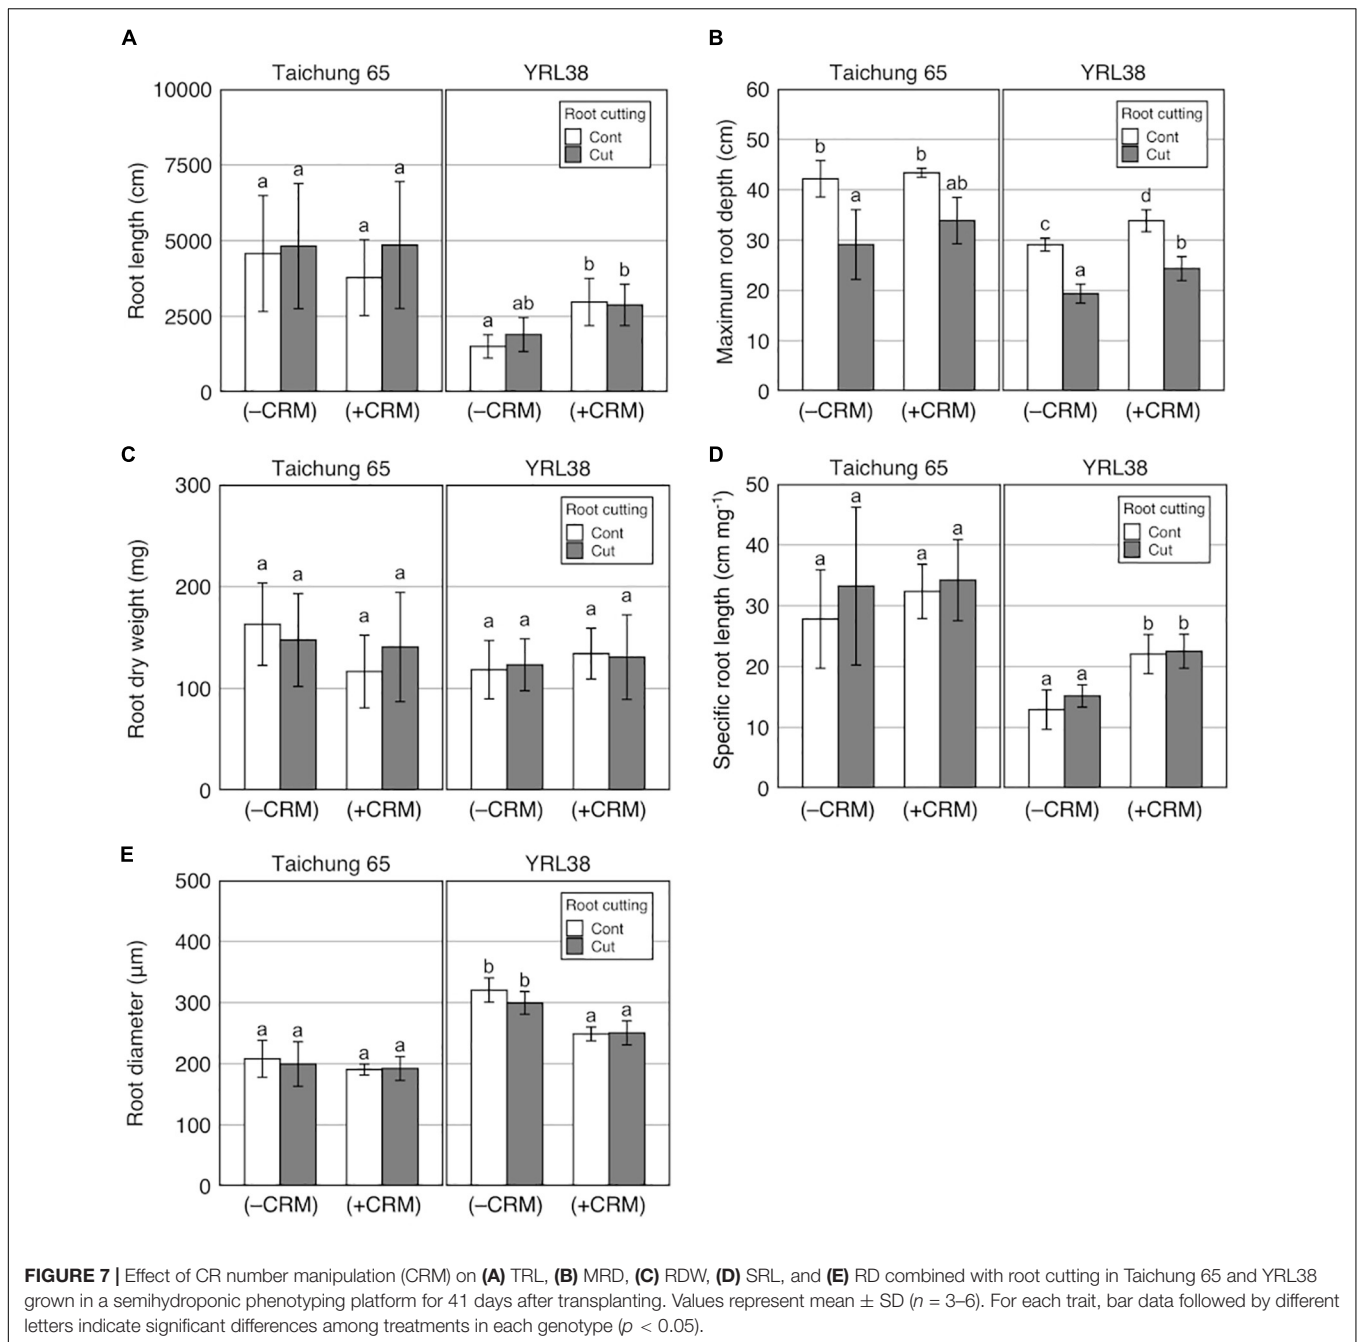 A
Taichung 65 YRL38
Root length (cm)
10000
7500
5000
2500
0
Root cutting
Cont
Cut
a a a a a ab b b
(–CRM) (+CRM) (–CRM) (+CRM)
B
Taichung 65 YRL38
Maximum root depth (cm)
60
50
40
30
20
10
0
Root cutting
Cont
Cut
b a b ab c a d b
(–CRM) (+CRM) (–CRM) (+CRM)
C
Taichung 65 YRL38
Root dry weight (mg)
300
200
100
0
Root cutting
Cont
Cut
a a a a a a a a
(–CRM) (+CRM) (–CRM) (+CRM)
D
Taichung 65 YRL38
Specific root length (cm mg⁻¹)
50
40
30
20
10
0
Root cutting
Cont
Cut
a a a a a a b b
(–CRM) (+CRM) (–CRM) (+CRM)
E
Taichung 65 YRL38
Root diameter (µm)
500
400
300
200
100
0
Root cutting
Cont
Cut
a a a a b b a a
(–CRM) (+CRM) (–CRM) (+CRM)
FIGURE 7 | Effect of CR number manipulation (CRM) on (A) TRL, (B) MRD, (C) RDW, (D) SRL, and (E) RD combined with root cutting in Taichung 65 and YRL38
grown in a semihydroponic phenotyping platform for 41 days after transplanting. Values represent mean ± SD (n = 3–6). For each trait, bar data followed by different
letters indicate significant differences among treatments in each genotype (p < 0.05).